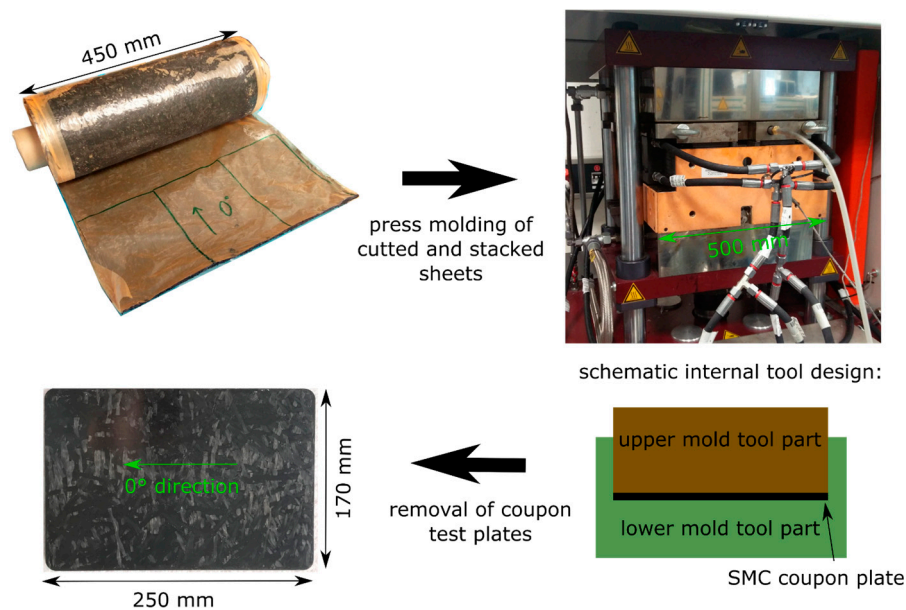 450 mm
0°
press molding of
cutted and stacked
sheets
500 mm
schematic internal tool design:
upper mold tool part
lower mold tool part
SMC coupon plate
removal of coupon
test plates
0° direction
170 mm
250 mm